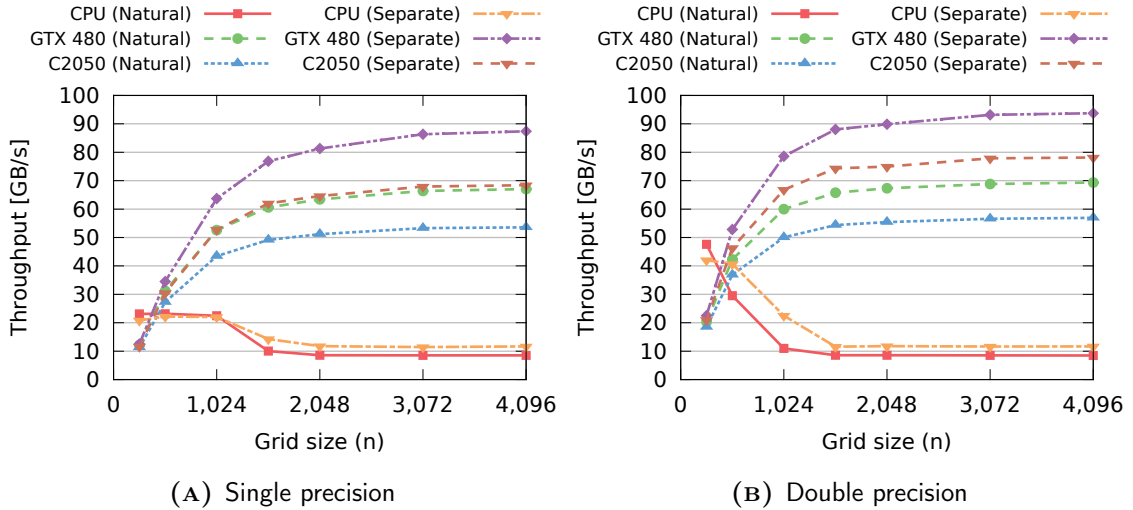 CPU (Natural) CPU (Separate)
GTX 480 (Natural) GTX 480 (Separate)
C2050 (Natural) C2050 (Separate)
100
90
80
70
60
50
40
30
20
10
0
Throughput [GB/s]
0 1,024 2,048 3,072 4,096
Grid size (n)
(A) Single precision
CPU (Natural) CPU (Separate)
GTX 480 (Natural) GTX 480 (Separate)
C2050 (Natural) C2050 (Separate)
100
90
80
70
60
50
40
30
20
10
0
Throughput [GB/s]
0 1,024 2,048 3,072 4,096
Grid size (n)
(B) Double precision